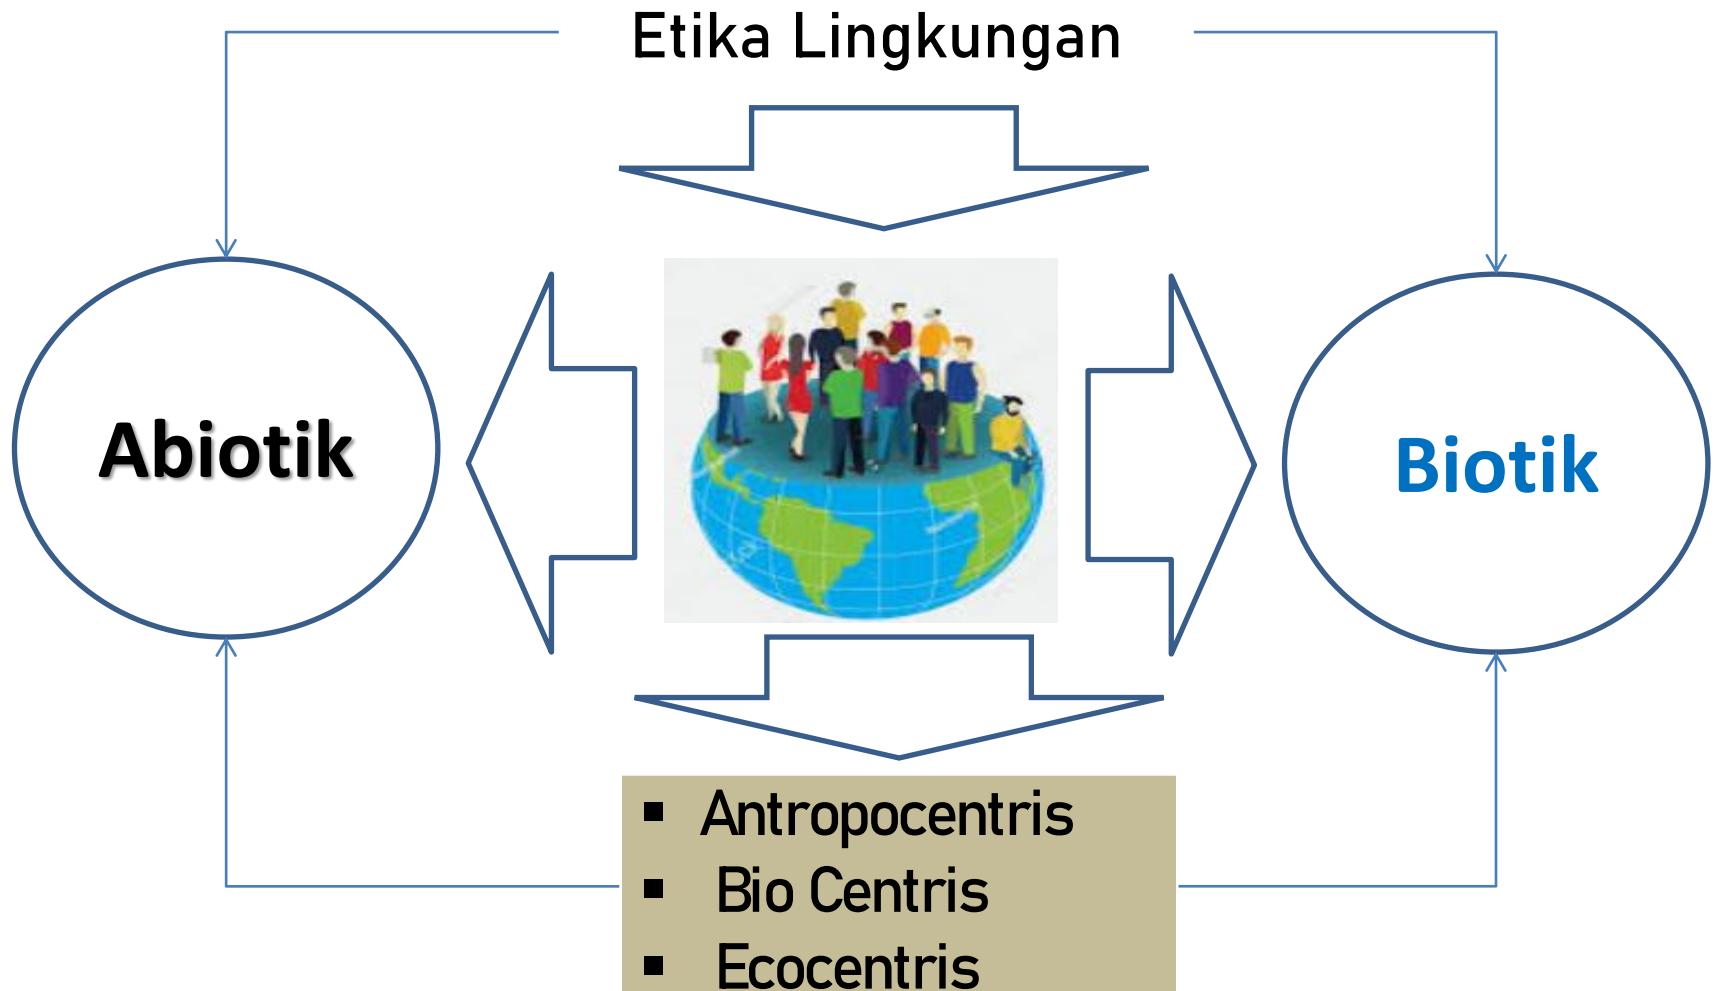 Etika Lingkungan
Abiotik
Biotik
▪ Antropocentris
▪ Bio Centris
▪ Ecocentris